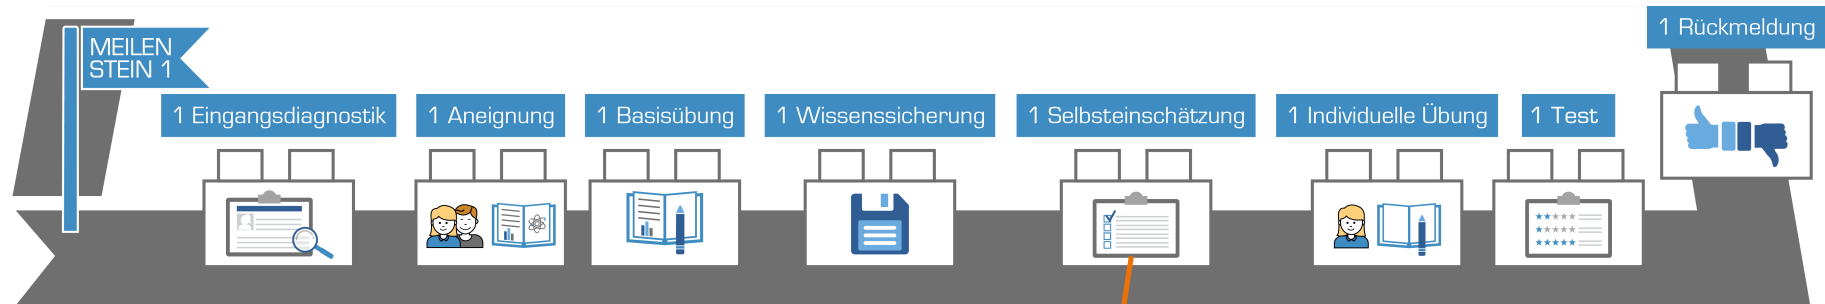 MEILEN
STEIN 1
1 Eingangsdiagnostik
1 Aneignung
1 Basisübung
1 Wissenssicherung
1 Selbsteinschätzung
1 Individuelle Übung
1 Test
1 Rückmeldung